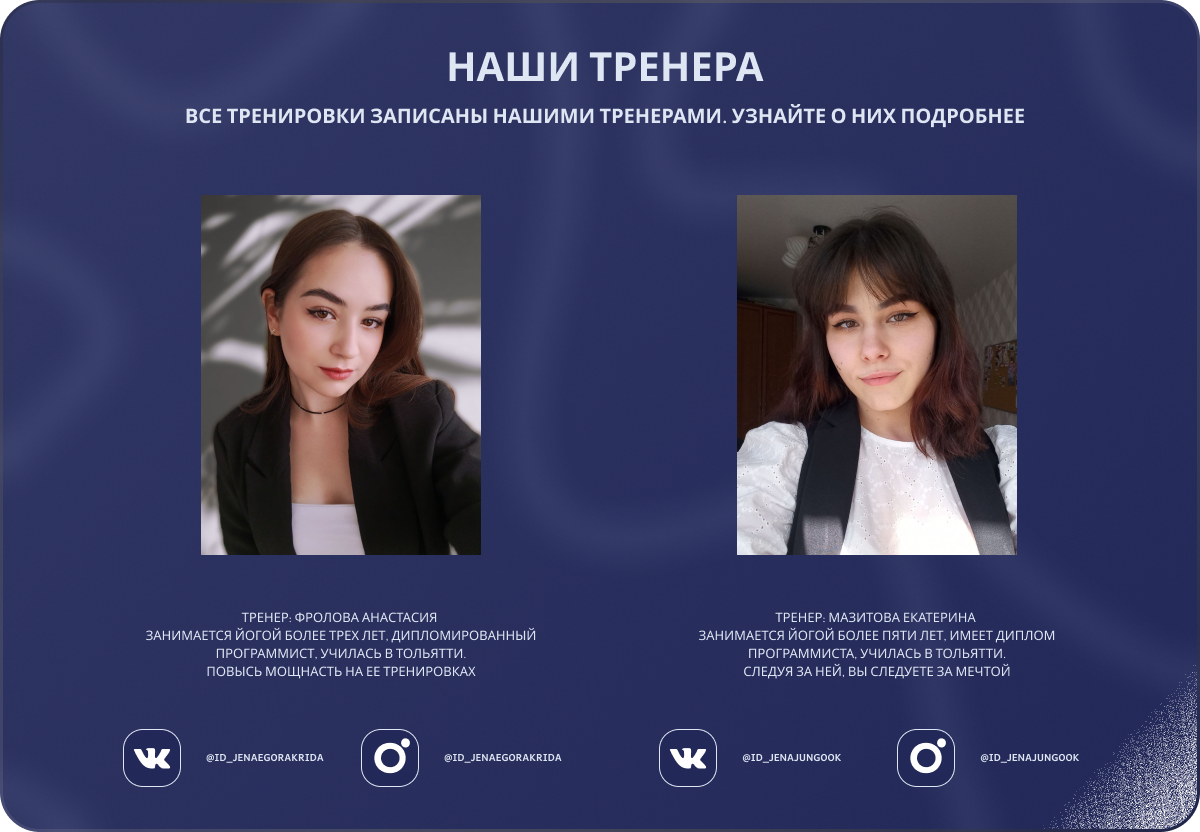 НАШИ ТРЕНЕРА
ВСЕ ТРЕНИРОВКИ ЗАПИСАНЫ НАШИМИ ТРЕНЕРАМИ. УЗНАЙТЕ О НИХ ПОДРОБНЕЕ
ТРЕНЕР: ФРОЛОВА АНАСТАСИЯ
ЗАНИМАЕТСЯ ЙОГОЙ БОЛЕЕ ТРЕХ ЛЕТ, ДИПЛОМИРОВАННЫЙ
ПРОГРАММИСТ, УЧИЛАСЬ В ТОЛЬЯТТИ.
ПОВЫСЬ МОЩНАСТЬ НА ЕЕ ТРЕНИРОВКАХ
@ID_JENAEGORAKRIDA
@ID_JENAEGORAKRIDA
ТРЕНЕР: МАЗИТОВА ЕКАТЕРИНА
ЗАНИМАЕТСЯ ЙОГОЙ БОЛЕЕ ПЯТИ ЛЕТ, ИМЕЕТ ДИПЛОМ
ПРОГРАММИСТА, УЧИЛАСЬ В ТОЛЬЯТТИ.
СЛЕДУЯ ЗА НЕЙ, ВЫ СЛЕДУЕТЕ ЗА МЕЧТОЙ
@ID_JENAJUNGOOK
@ID_JENAJUNGOOK